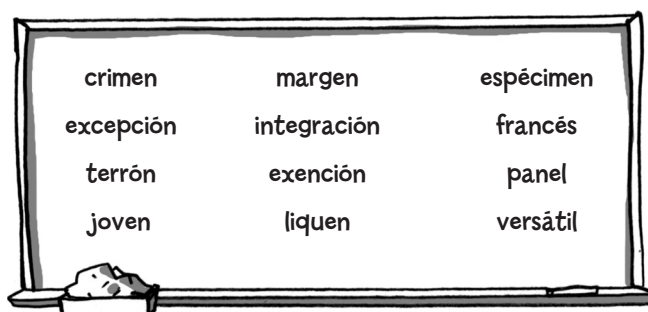 crimen margen espécimen
excepción integración francés
terrón exención panel
joven liquen versátil